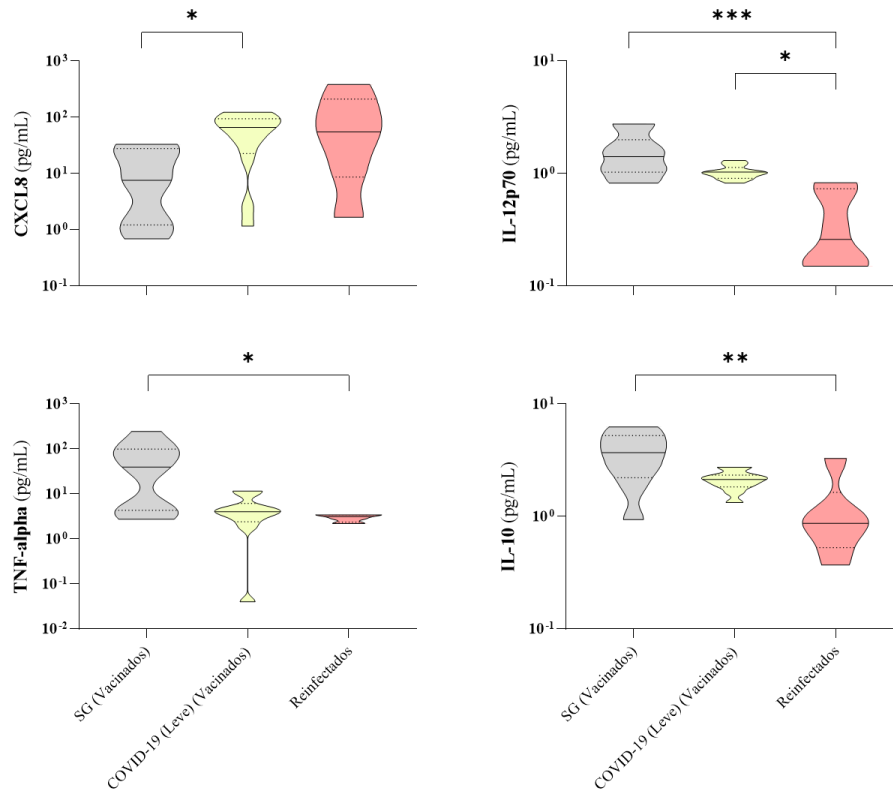 *
CXCL8 (pg/mL)
10³
10²
10¹
10⁰
10⁻¹
***
*
IL-12p70 (pg/mL)
10¹
10⁰
10⁻¹
*
TNF-alpha (pg/mL)
10³
10²
10¹
10⁰
10⁻¹
10⁻²
SG (Vacinados)
COVID-19 (Leve) (Vacinados)
Reinfectados
**
IL-10 (pg/mL)
10¹
10⁰
10⁻¹
SG (Vacinados)
COVID-19 (Leve) (Vacinados)
Reinfectados